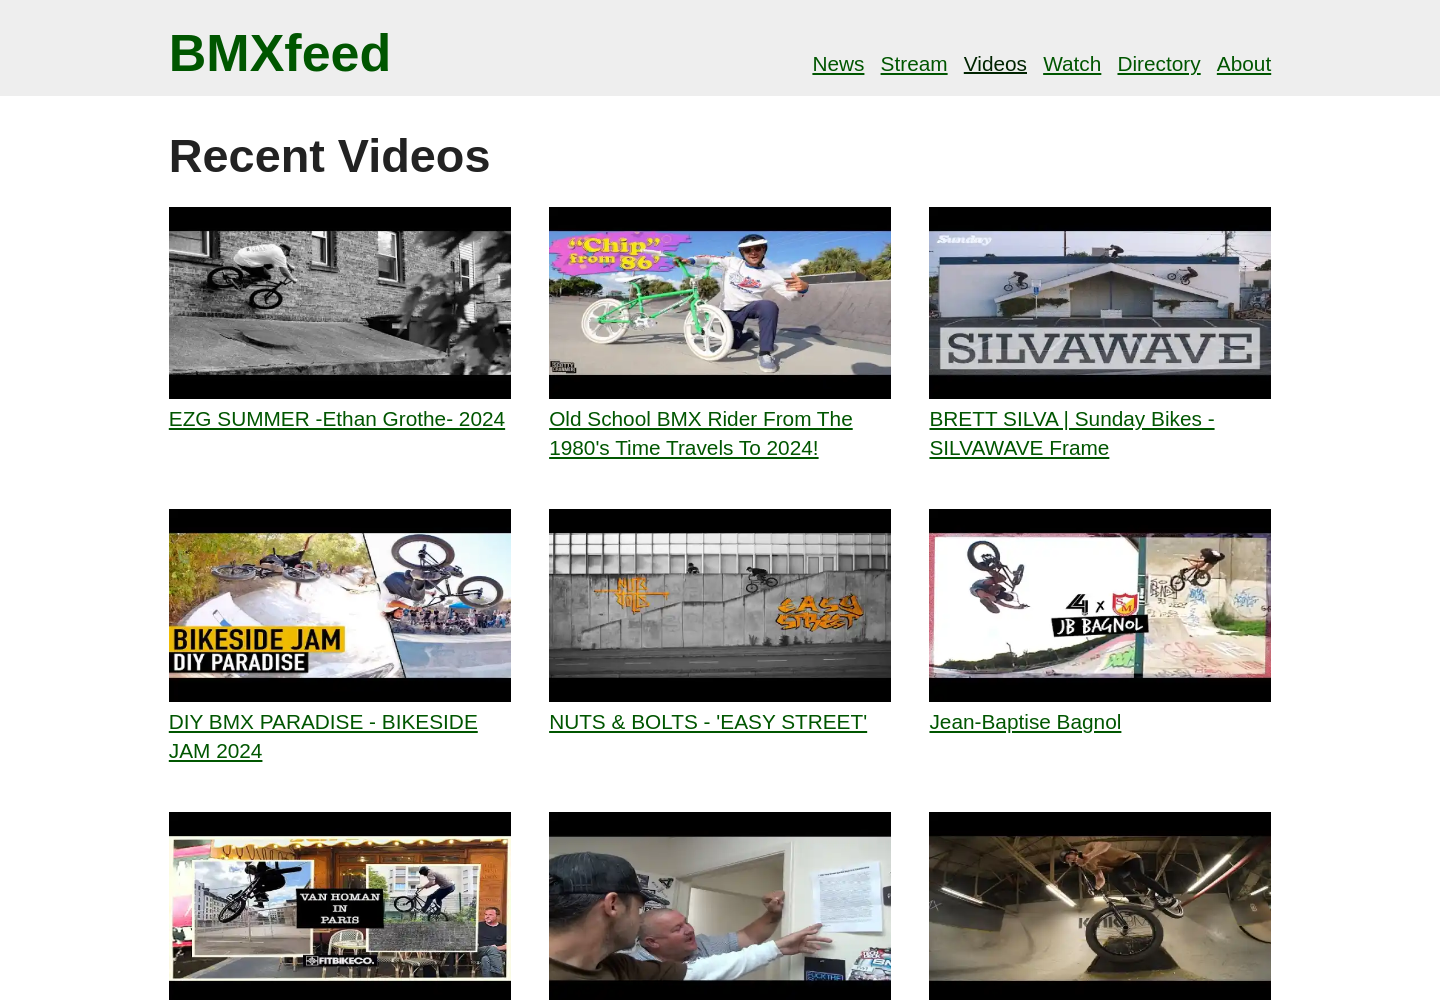 BMXfeed
News Stream Videos Watch Directory About
Recent Videos
"Chip"
from 86'
SCOTTY
CRANMER
Sunday
SILVAWAVE
EZG SUMMER -Ethan Grothe- 2024
Old School BMX Rider From The
1980's Time Travels To 2024!
BRETT SILVA | Sunday Bikes -
SILVAWAVE Frame
BIKESIDE JAM
DIY PARADISE
NUTS
BOLTS
EASY
STREET
4 X S&M
JB BAGNOL
DIY BMX PARADISE - BIKESIDE
JAM 2024
NUTS & BOLTS - 'EASY STREET'
Jean-Baptise Bagnol
VAN HOMAN
IN
PARIS
FITBIKECO.